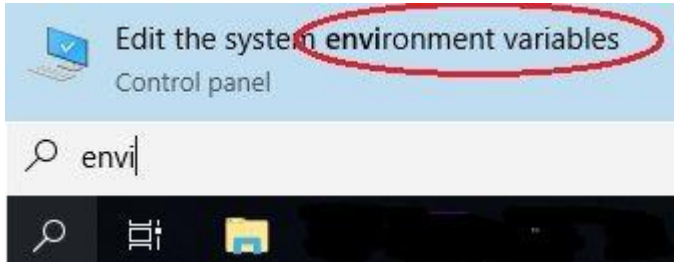 Edit the system environment variables
Control panel
envi